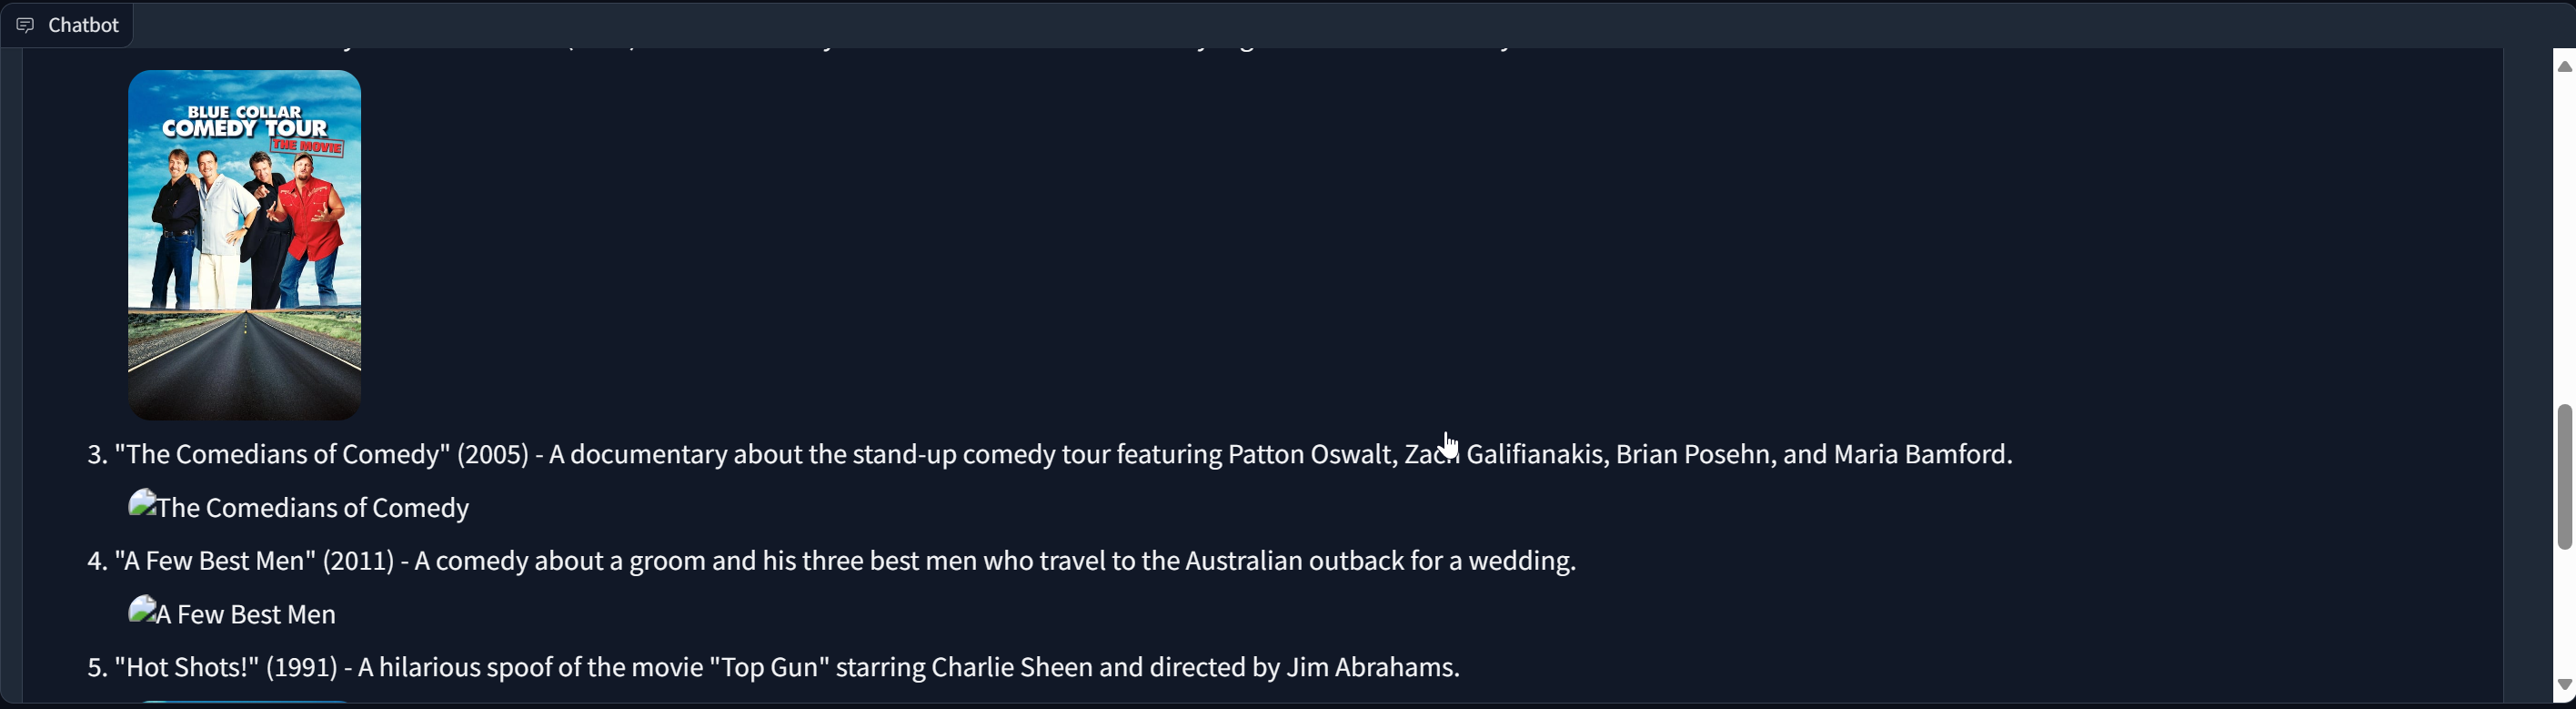 Chatbot
BLUE COLLAR
COMEDY TOUR
THE MOVIE
3. "The Comedians of Comedy" (2005) - A documentary about the stand-up comedy tour featuring Patton Oswalt, Zach Galifianakis, Brian Posehn, and Maria Bamford.
The Comedians of Comedy
4. "A Few Best Men" (2011) - A comedy about a groom and his three best men who travel to the Australian outback for a wedding.
A Few Best Men
5. "Hot Shots!" (1991) - A hilarious spoof of the movie "Top Gun" starring Charlie Sheen and directed by Jim Abrahams.